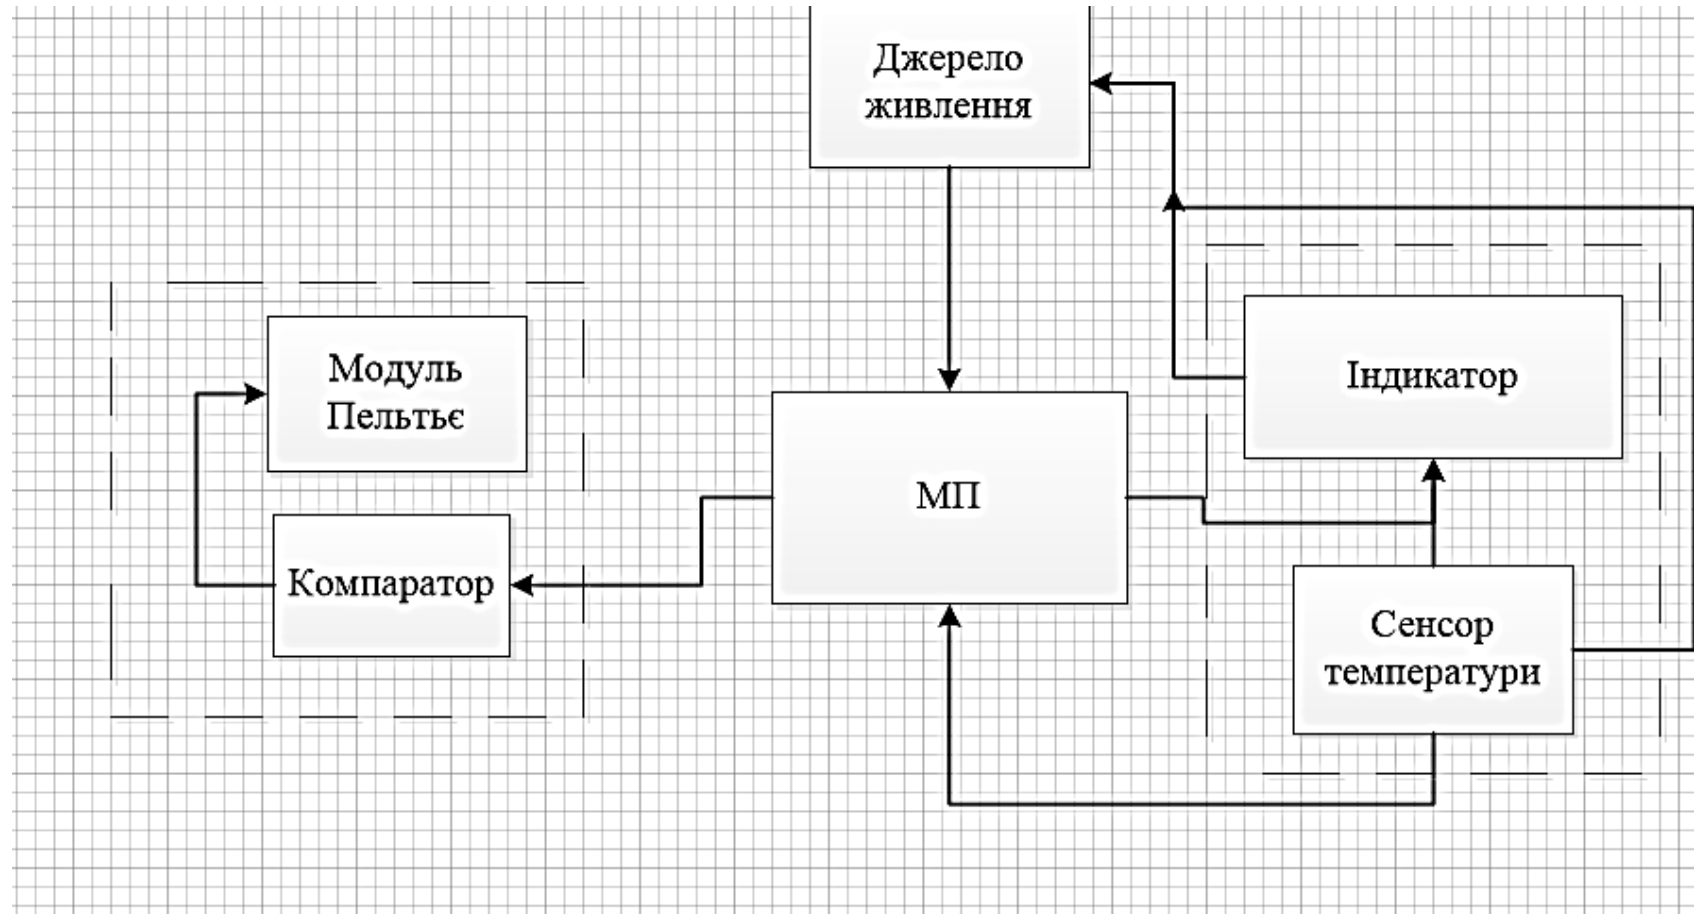 Джерело
живлення
Модуль
Пельтьє
Індикатор
МП
Компаратор
Сенсор
температури